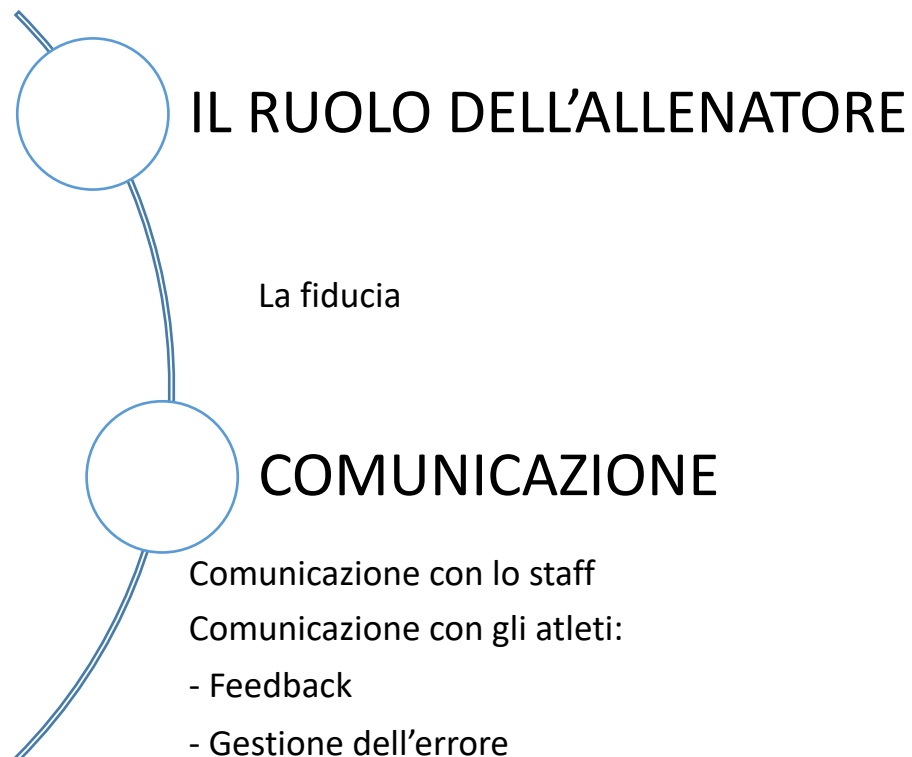 IL RUOLO DELL’ALLENATORE
La fiducia
COMUNICAZIONE
Comunicazione con lo staff
Comunicazione con gli atleti:
- Feedback
- Gestione dell’errore